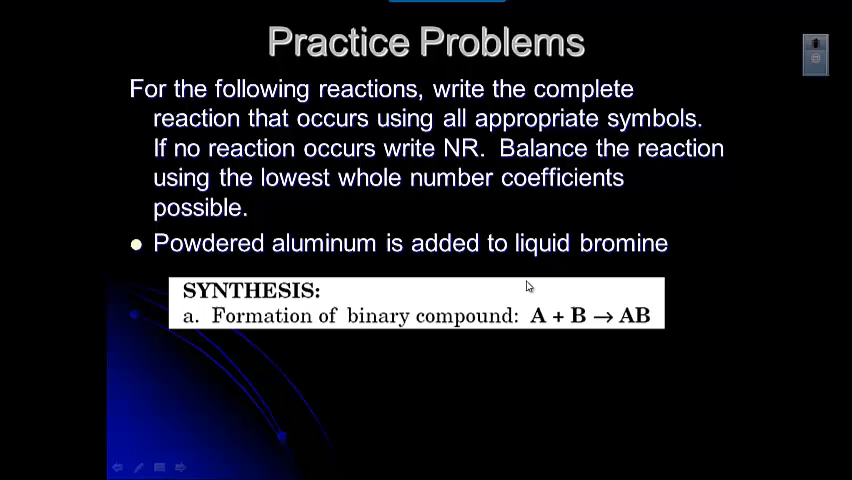 Practice Problems
For the following reactions, write the complete
reaction that occurs using all appropriate symbols.
If no reaction occurs write NR. Balance the reaction
using the lowest whole number coefficients
possible.
● Powdered aluminum is added to liquid bromine
SYNTHESIS:
a. Formation of binary compound: A + B → AB